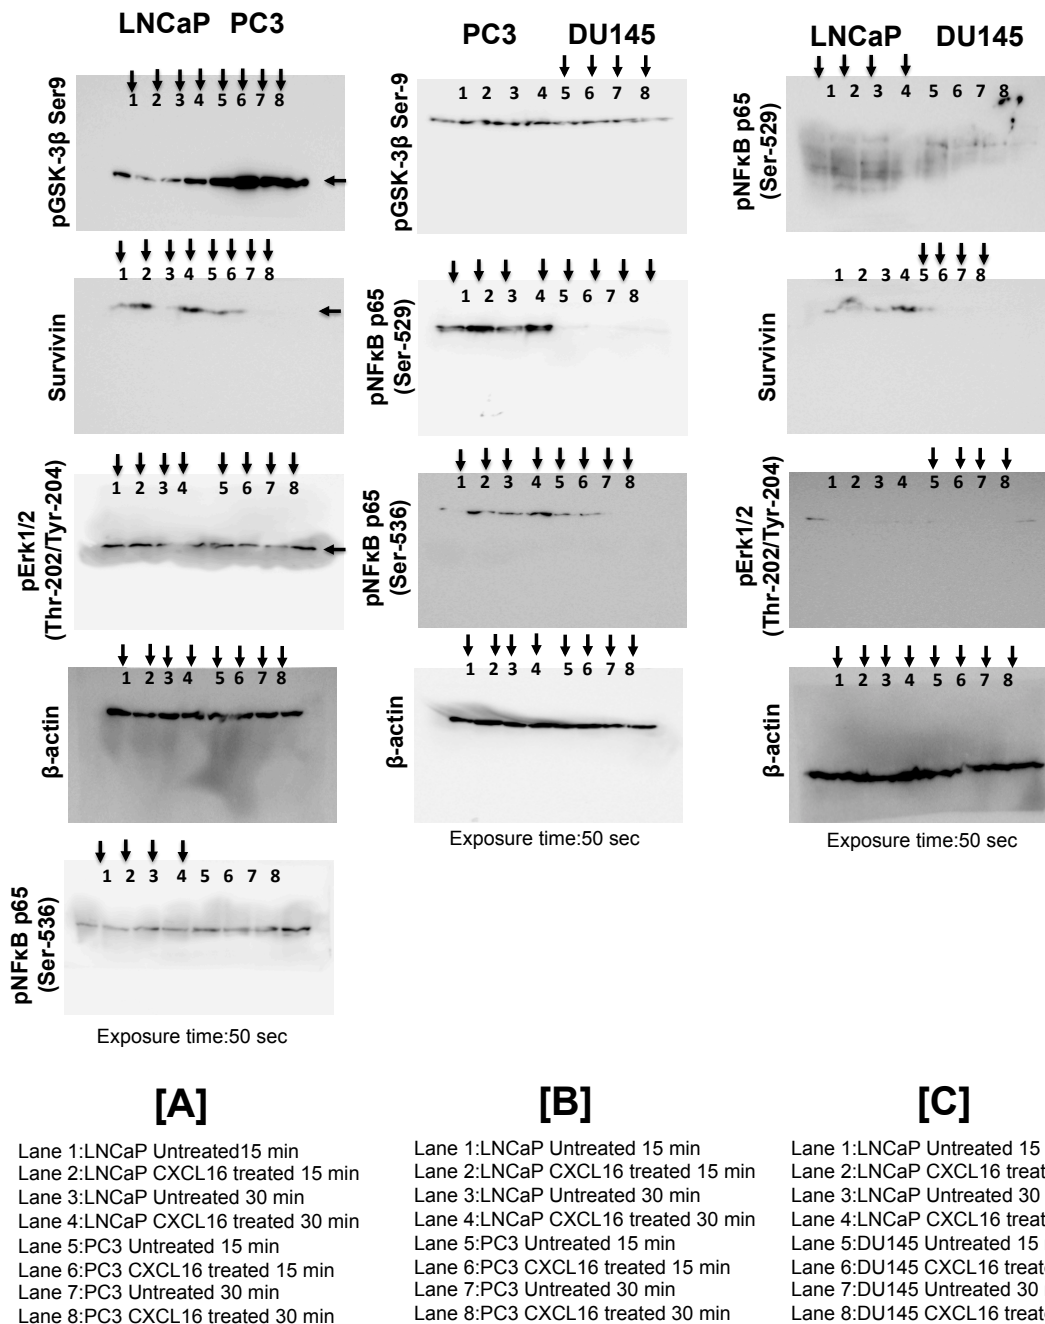 LNCaP PC3
pGSK-3β Ser9
1 2 3 4 5 6 7 8
Survivin
1 2 3 4 5 6 7 8
pErk1/2
(Thr-202/Tyr-204)
1 2 3 4 5 6 7 8
β-actin
1 2 3 4 5 6 7 8
pNFκB p65
(Ser-536)
1 2 3 4 5 6 7 8
Exposure time:50 sec
[A]
Lane 1:LNCaP Untreated15 min
Lane 2:LNCaP CXCL16 treated 15 min
Lane 3:LNCaP Untreated 30 min
Lane 4:LNCaP CXCL16 treated 30 min
Lane 5:PC3 Untreated 15 min
Lane 6:PC3 CXCL16 treated 15 min
Lane 7:PC3 Untreated 30 min
Lane 8:PC3 CXCL16 treated 30 min
PC3 DU145
pGSK-3β Ser-9
1 2 3 4 5 6 7 8
pNFκB p65
(Ser-529)
1 2 3 4 5 6 7 8
pNFκB p65
(Ser-536)
1 2 3 4 5 6 7 8
β-actin
1 2 3 4 5 6 7 8
Exposure time:50 sec
[B]
Lane 1:LNCaP Untreated 15 min
Lane 2:LNCaP CXCL16 treated 15 min
Lane 3:LNCaP Untreated 30 min
Lane 4:LNCaP CXCL16 treated 30 min
Lane 5:PC3 Untreated 15 min
Lane 6:PC3 CXCL16 treated 15 min
Lane 7:PC3 Untreated 30 min
Lane 8:PC3 CXCL16 treated 30 min
LNCaP DU145
pNFκB p65
(Ser-529)
1 2 3 4 5 6 7 8
Survivin
1 2 3 4 5 6 7 8
pErk1/2
(Thr-202/Tyr-204)
1 2 3 4 5 6 7 8
β-actin
1 2 3 4 5 6 7 8
Exposure time:50 sec
[C]
Lane 1:LNCaP Untreated 15
Lane 2:LNCaP CXCL16 treat
Lane 3:LNCaP Untreated 30
Lane 4:LNCaP CXCL16 treat
Lane 5:DU145 Untreated 15
Lane 6:DU145 CXCL16 treat
Lane 7:DU145 Untreated 30
Lane 8:DU145 CXCL16 treat